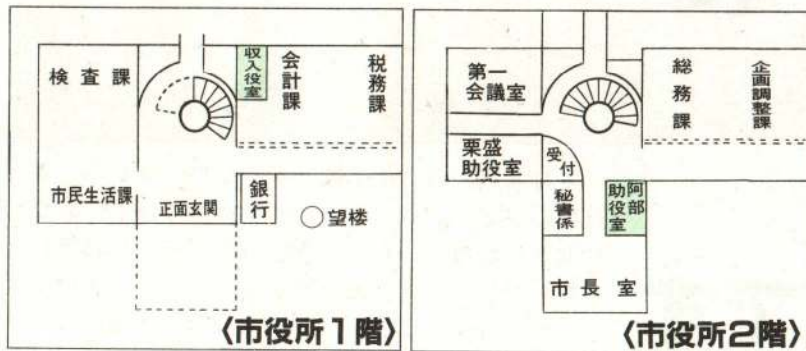 検査課
収入役室
会計課
税務課
市民生活課
正面玄関
銀行
望楼
〈市役所1階〉
第一
会議室
総務課
企画調整課
栗盛
助役室
受付
秘書係
阿部
助役室
市長室
〈市役所2階〉